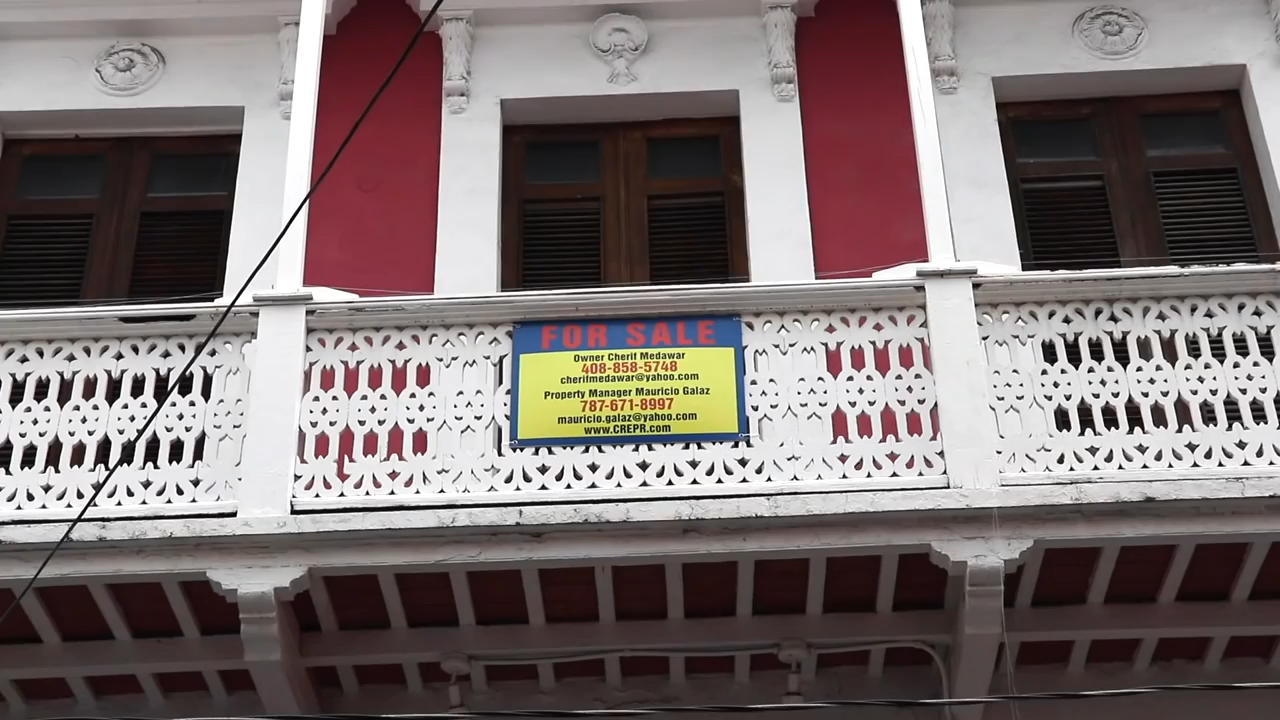 FOR SALE
Owner Cherif Medawar
408-858-5748
cherifmedawar@yahoo.com
Property Manager Mauricio Galaz
787-671-8997
mauricio.galaz@yahoo.com
www.CREPR.com